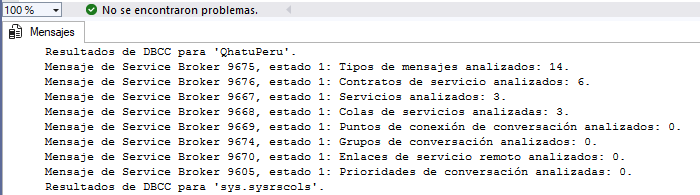 100 %
No se encontraron problemas.
Mensajes
Resultados de DBCC para 'QhatuPeru'.
Mensaje de Service Broker 9675, estado 1: Tipos de mensajes analizados: 14.
Mensaje de Service Broker 9676, estado 1: Contratos de servicio analizados: 6.
Mensaje de Service Broker 9667, estado 1: Servicios analizados: 3.
Mensaje de Service Broker 9668, estado 1: Colas de servicios analizadas: 3.
Mensaje de Service Broker 9669, estado 1: Puntos de conexión de conversación analizados: 0.
Mensaje de Service Broker 9674, estado 1: Grupos de conversación analizados: 0.
Mensaje de Service Broker 9670, estado 1: Enlaces de servicio remoto analizados: 0.
Mensaje de Service Broker 9605, estado 1: Prioridades de conversación analizadas: 0.
Resultados de DBCC para 'sys.sysrscols'.